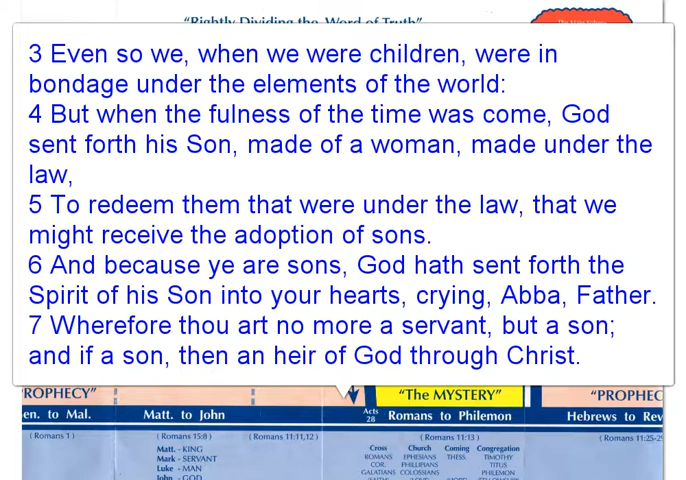 "Rightly Dividing the Word of Truth"
3 Even so we, when we were children, were in
bondage under the elements of the world:
4 But when the fulness of the time was come, God
sent forth his Son, made of a woman, made under the
law,
5 To redeem them that were under the law, that we
might receive the adoption of sons.
6 And because ye are sons, God hath sent forth the
Spirit of his Son into your hearts, crying, Abba, Father.
7 Wherefore thou art no more a servant, but a son;
and if a son, then an heir of God through Christ.
ROPHECY" "The MYSTERY" "PROPHEC
en. to Mal. Matt. to John Acts 28 Romans to Philemon Hebrews to Rev
( Romans 1 ) ( Romans 15:8 ) ( Romans 11:11,12 ) ( Romans 11:13 ) ( Romans 11:25-2
Matt. - KING
Mark - SERVANT
Luke - MAN
John - GOD
Cross Church Coming Congregation
ROMANS EPHESIANS THESS. TIMOTHY
COR. PHILLIPIANS TITUS
GALATIANS COLOSSIANS PHILEMON